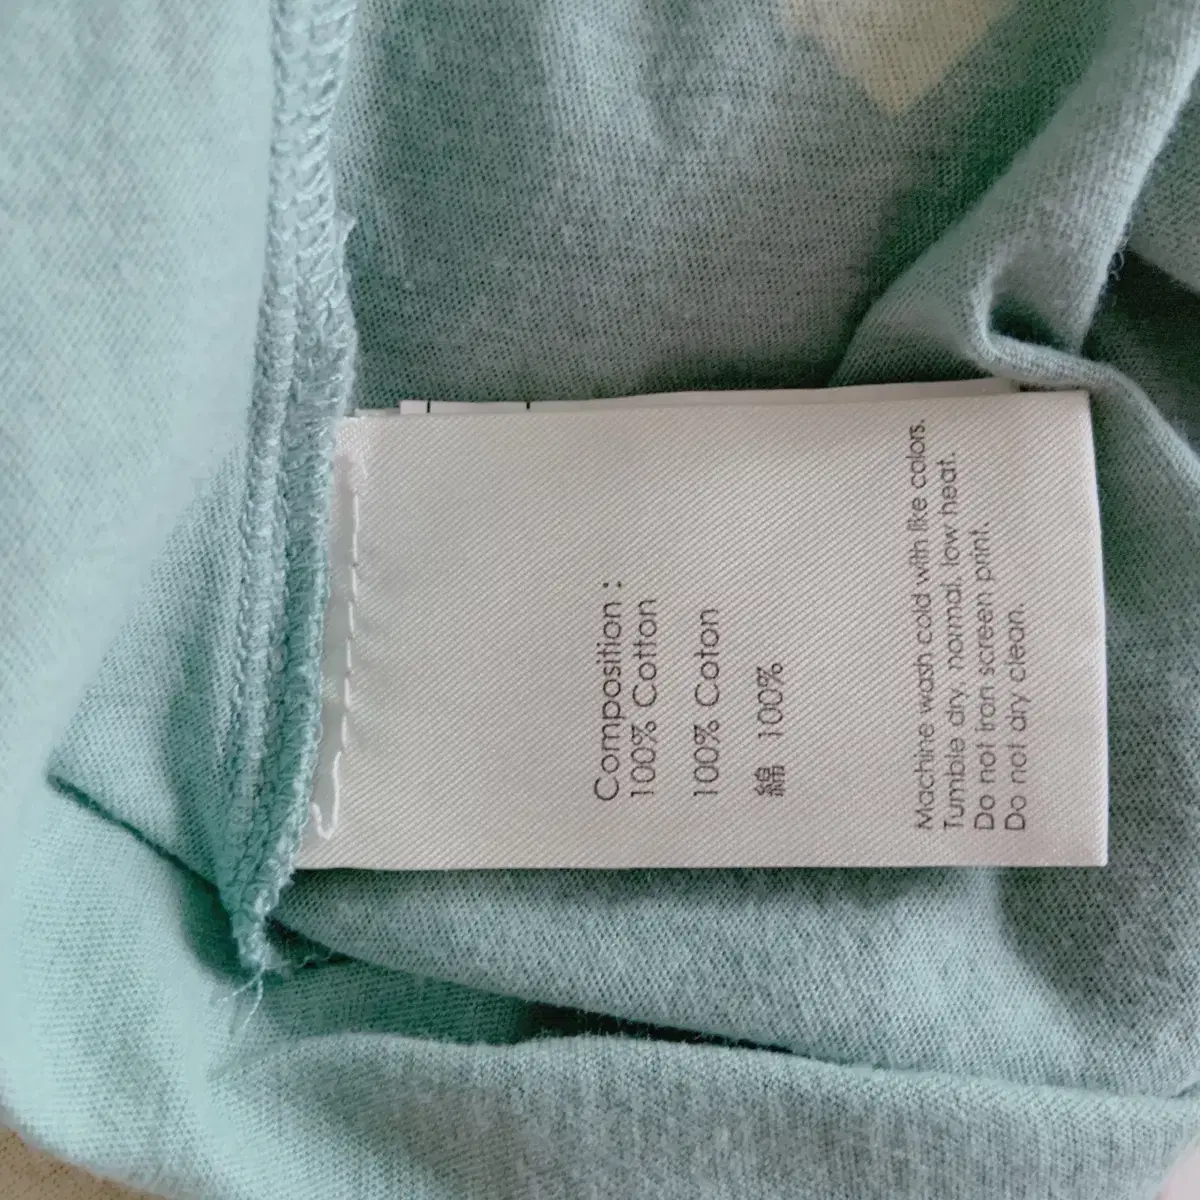 Composition :
100% Cotton
100% Coton
綿 100%
Machine wash cold with like colors.
Tumble dry, normal, low heat.
Do not iron screen print.
Do not dry clean.